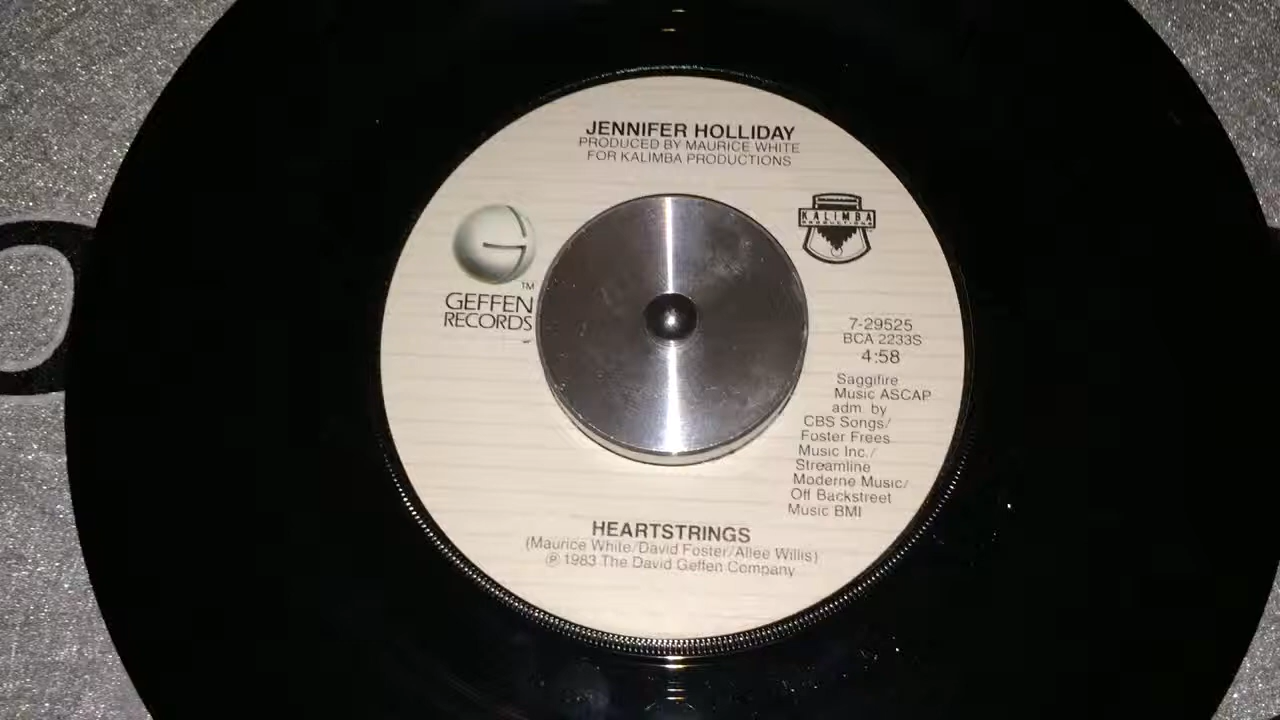 JENNIFER HOLLIDAY
PRODUCED BY MAURICE WHITE
FOR KALIMBA PRODUCTIONS
KALIMBA
PRODUCTIONS
TM
GEFFEN
RECORDS
7-29525
BCA 2233S
4:58
Saggifire
Music ASCAP
adm. by
CBS Songs/
Foster Frees
Music Inc./
Streamline
Moderne Music/
Off Backstreet
Music BMI
HEARTSTRINGS
(Maurice White/David Foster/Allee Willis)
Ⓟ 1983 The David Geffen Company